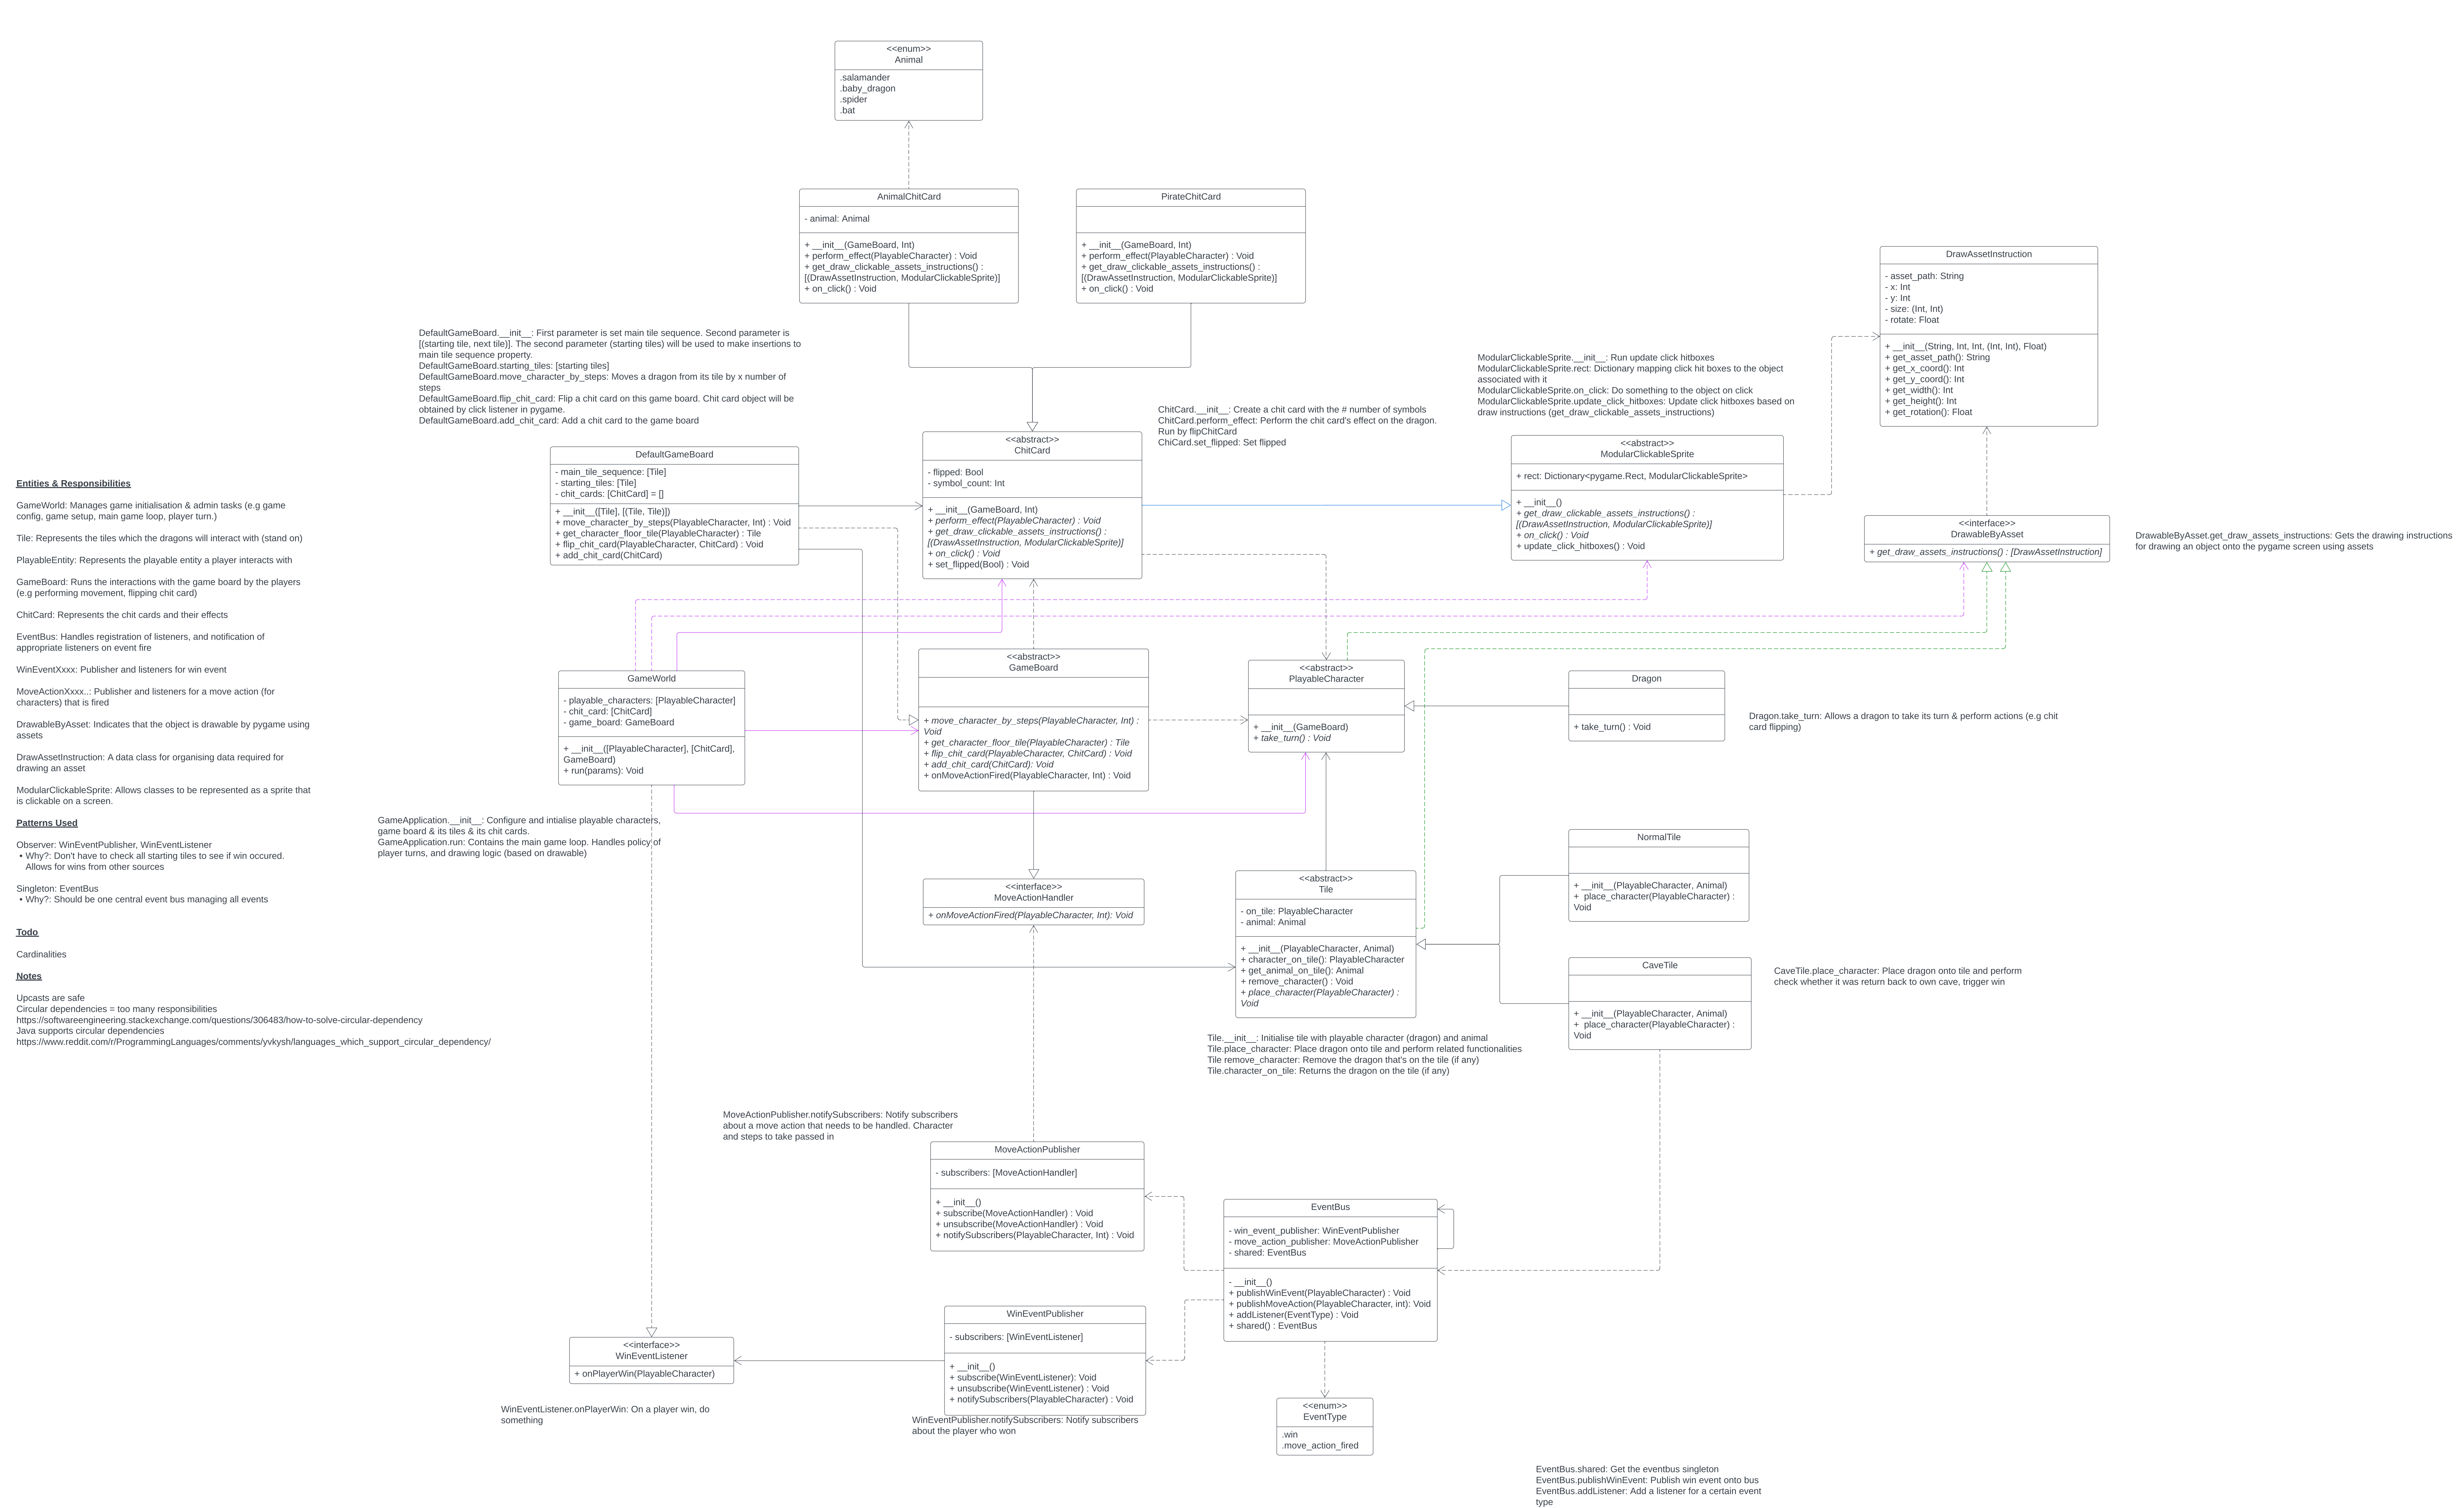 <<enum>>
Animal
.salamander
.baby_dragon
.spider
.bat
AnimalChitCard
- animal: Animal
+ __init__(GameBoard, Int)
+ perform_effect(PlayableCharacter) : Void
+ get_draw_clickable_assets_instructions() :
[(DrawAssetInstruction, ModularClickableSprite)]
+ on_click() : Void
PirateChitCard
+ __init__(GameBoard, Int)
+ perform_effect(PlayableCharacter) : Void
+ get_draw_clickable_assets_instructions() :
[(DrawAssetInstruction, ModularClickableSprite)]
+ on_click() : Void
DrawAssetInstruction
- asset_path: String
- x: Int
- y: Int
- size: (Int, Int)
- rotate: Float
+ __init__(String, Int, Int, (Int, Int), Float)
+ get_asset_path(): String
+ get_x_coord(): Int
+ get_y_coord(): Int
+ get_width(): Int
+ get_height(): Int
+ get_rotation(): Float
DefaultGameBoard.__init__: First parameter is set main tile sequence. Second parameter is
[(starting tile, next tile)]. The second parameter (starting tiles) will be used to make insertions to
main tile sequence property.
DefaultGameBoard.starting_tiles: [starting tiles]
DefaultGameBoard.move_character_by_steps: Moves a dragon from its tile by x number of
steps
DefaultGameBoard.flip_chit_card: Flip a chit card on this game board. Chit card object will be
obtained by click listener in pygame.
DefaultGameBoard.add_chit_card: Add a chit card to the game board
ChitCard.__init__: Create a chit card with the # number of symbols
ChitCard.perform_effect: Perform the chit card's effect on the dragon.
Run by flipChitCard
ChiCard.set_flipped: Set flipped
ModularClickableSprite.__init__: Run update click hitboxes
ModularClickableSprite.rect: Dictionary mapping click hit boxes to the object
associated with it
ModularClickableSprite.on_click: Do something to the object on click
ModularClickableSprite.update_click_hitboxes: Update click hitboxes based on
draw instructions (get_draw_clickable_assets_instructions)
DefaultGameBoard
- main_tile_sequence: [Tile]
- starting_tiles: [Tile]
- chit_cards: [ChitCard] = []
+ __init__([Tile], [(Tile, Tile)])
+ move_character_by_steps(PlayableCharacter, Int) : Void
+ get_character_floor_tile(PlayableCharacter) : Tile
+ flip_chit_card(PlayableCharacter, ChitCard) : Void
+ add_chit_card(ChitCard)
<<abstract>>
ChitCard
- flipped: Bool
- symbol_count: Int
+ __init__(GameBoard, Int)
+ perform_effect(PlayableCharacter) : Void
+ get_draw_clickable_assets_instructions() :
[(DrawAssetInstruction, ModularClickableSprite)]
+ on_click() : Void
+ set_flipped(Bool) : Void
<<abstract>>
ModularClickableSprite
+ rect: Dictionary<pygame.Rect, ModularClickableSprite>
+ __init__()
+ get_draw_clickable_assets_instructions() :
[(DrawAssetInstruction, ModularClickableSprite)]
+ on_click() : Void
+ update_click_hitboxes() : Void
<<interface>>
DrawableByAsset
+ get_draw_assets_instructions() : [DrawAssetInstruction]
DrawableByAsset.get_draw_assets_instructions: Gets the drawing instructions
for drawing an object onto the pygame screen using assets
Entities & Responsibilities
GameWorld: Manages game initialisation & admin tasks (e.g game
config, game setup, main game loop, player turn.)
Tile: Represents the tiles which the dragons will interact with (stand on)
PlayableEntity: Represents the playable entity a player interacts with
GameBoard: Runs the interactions with the game board by the players
(e.g performing movement, flipping chit card)
ChitCard: Represents the chit cards and their effects
EventBus: Handles registration of listeners, and notification of
appropriate listeners on event fire
WinEventXxxx: Publisher and listeners for win event
MoveActionXxxx..: Publisher and listeners for a move action (for
characters) that is fired
DrawableByAsset: Indicates that the object is drawable by pygame using
assets
DrawAssetInstruction: A data class for organising data required for
drawing an asset
ModularClickableSprite: Allows classes to be represented as a sprite that
is clickable on a screen.
Patterns Used
Observer: WinEventPublisher, WinEventListener
• Why?: Don't have to check all starting tiles to see if win occured.
Allows for wins from other sources
Singleton: EventBus
• Why?: Should be one central event bus managing all events
Todo
Cardinalities
Notes
Upcasts are safe
Circular dependencies = too many responsibilities
https://softwareengineering.stackexchange.com/questions/306483/how-to-solve-circular-dependency
Java supports circular dependencies
https://www.reddit.com/r/ProgrammingLanguages/comments/yvkysh/languages_which_support_circular_dependency/
GameWorld
- playable_characters: [PlayableCharacter]
- chit_card: [ChitCard]
- game_board: GameBoard
+ __init__([PlayableCharacter], [ChitCard],
GameBoard)
+ run(params): Void
GameApplication.__init__: Configure and intialise playable characters,
game board & its tiles & its chit cards.
GameApplication.run: Contains the main game loop. Handles policy of
player turns, and drawing logic (based on drawable)
<<abstract>>
GameBoard
+ move_character_by_steps(PlayableCharacter, Int) :
Void
+ get_character_floor_tile(PlayableCharacter) : Tile
+ flip_chit_card(PlayableCharacter, ChitCard) : Void
+ add_chit_card(ChitCard): Void
+ onMoveActionFired(PlayableCharacter, Int) : Void
<<abstract>>
PlayableCharacter
+ __init__(GameBoard)
+ take_turn() : Void
Dragon
+ take_turn() : Void
Dragon.take_turn: Allows a dragon to take its turn & perform actions (e.g chit
card flipping)
<<interface>>
MoveActionHandler
+ onMoveActionFired(PlayableCharacter, Int): Void
<<abstract>>
Tile
- on_tile: PlayableCharacter
- animal: Animal
+ __init__(PlayableCharacter, Animal)
+ character_on_tile(): PlayableCharacter
+ get_animal_on_tile(): Animal
+ remove_character() : Void
+ place_character(PlayableCharacter) :
Void
NormalTile
+ __init__(PlayableCharacter, Animal)
+ place_character(PlayableCharacter) :
Void
CaveTile
+ __init__(PlayableCharacter, Animal)
+ place_character(PlayableCharacter) :
Void
CaveTile.place_character: Place dragon onto tile and perform
check whether it was return back to own cave, trigger win
Tile.__init__: Initialise tile with playable character (dragon) and animal
Tile.place_character: Place dragon onto tile and perform related functionalities
Tile remove_character: Remove the dragon that's on the tile (if any)
Tile.character_on_tile: Returns the dragon on the tile (if any)
MoveActionPublisher.notifySubscribers: Notify subscribers
about a move action that needs to be handled. Character
and steps to take passed in
MoveActionPublisher
- subscribers: [MoveActionHandler]
+ __init__()
+ subscribe(MoveActionHandler) : Void
+ unsubscribe(MoveActionHandler) : Void
+ notifySubscribers(PlayableCharacter, Int) : Void
EventBus
- win_event_publisher: WinEventPublisher
- move_action_publisher: MoveActionPublisher
- shared: EventBus
- __init__()
+ publishWinEvent(PlayableCharacter) : Void
+ publishMoveAction(PlayableCharacter, int): Void
+ addListener(EventType) : Void
+ shared() : EventBus
WinEventPublisher
- subscribers: [WinEventListener]
+ __init__()
+ subscribe(WinEventListener): Void
+ unsubscribe(WinEventListener) : Void
+ notifySubscribers(PlayableCharacter) : Void
WinEventPublisher.notifySubscribers: Notify subscribers
about the player who won
<<interface>>
WinEventListener
+ onPlayerWin(PlayableCharacter)
WinEventListener.onPlayerWin: On a player win, do
something
<<enum>>
EventType
.win
.move_action_fired
EventBus.shared: Get the eventbus singleton
EventBus.publishWinEvent: Publish win event onto bus
EventBus.addListener: Add a listener for a certain event
type